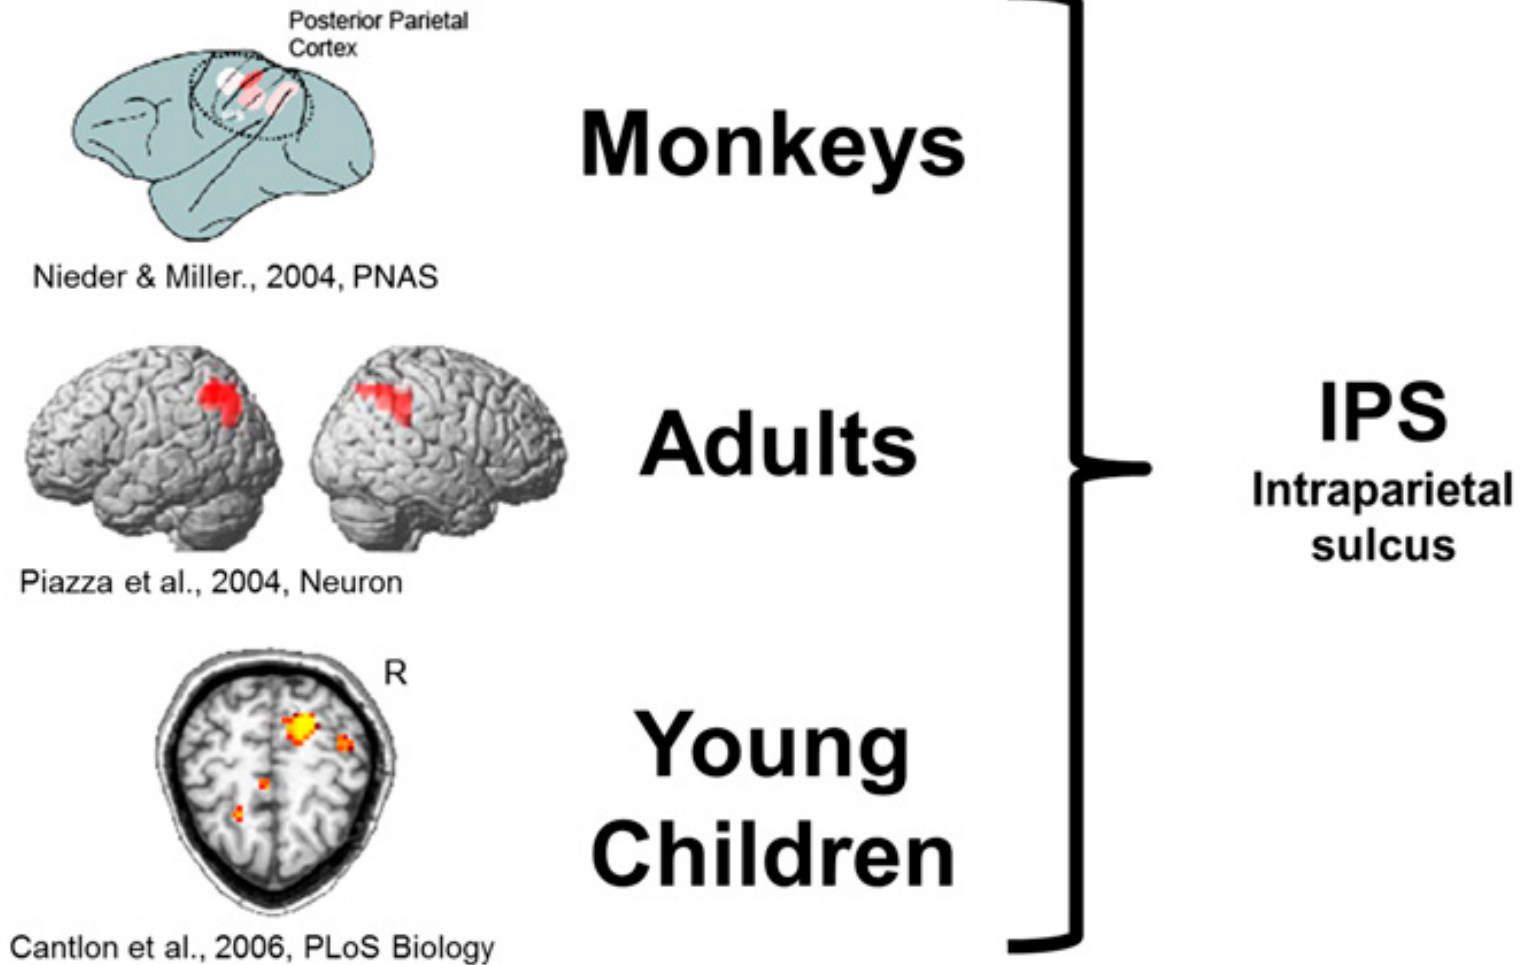 Posterior Parietal
Cortex
Monkeys
Nieder & Miller., 2004, PNAS
Adults
Piazza et al., 2004, Neuron
R
Young
Children
Cantlon et al., 2006, PLoS Biology
IPS
Intraparietal
sulcus